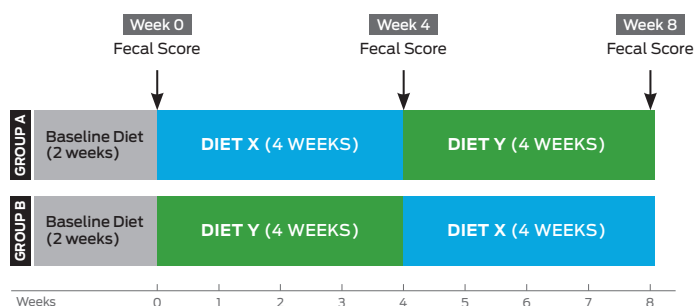 Week 0
Fecal Score
Week 4
Fecal Score
Week 8
Fecal Score
GROUP A
Baseline Diet
(2 weeks)
DIET X (4 WEEKS)
DIET Y (4 WEEKS)
GROUP B
Baseline Diet
(2 weeks)
DIET Y (4 WEEKS)
DIET X (4 WEEKS)
Weeks 0 1 2 3 4 5 6 7 8